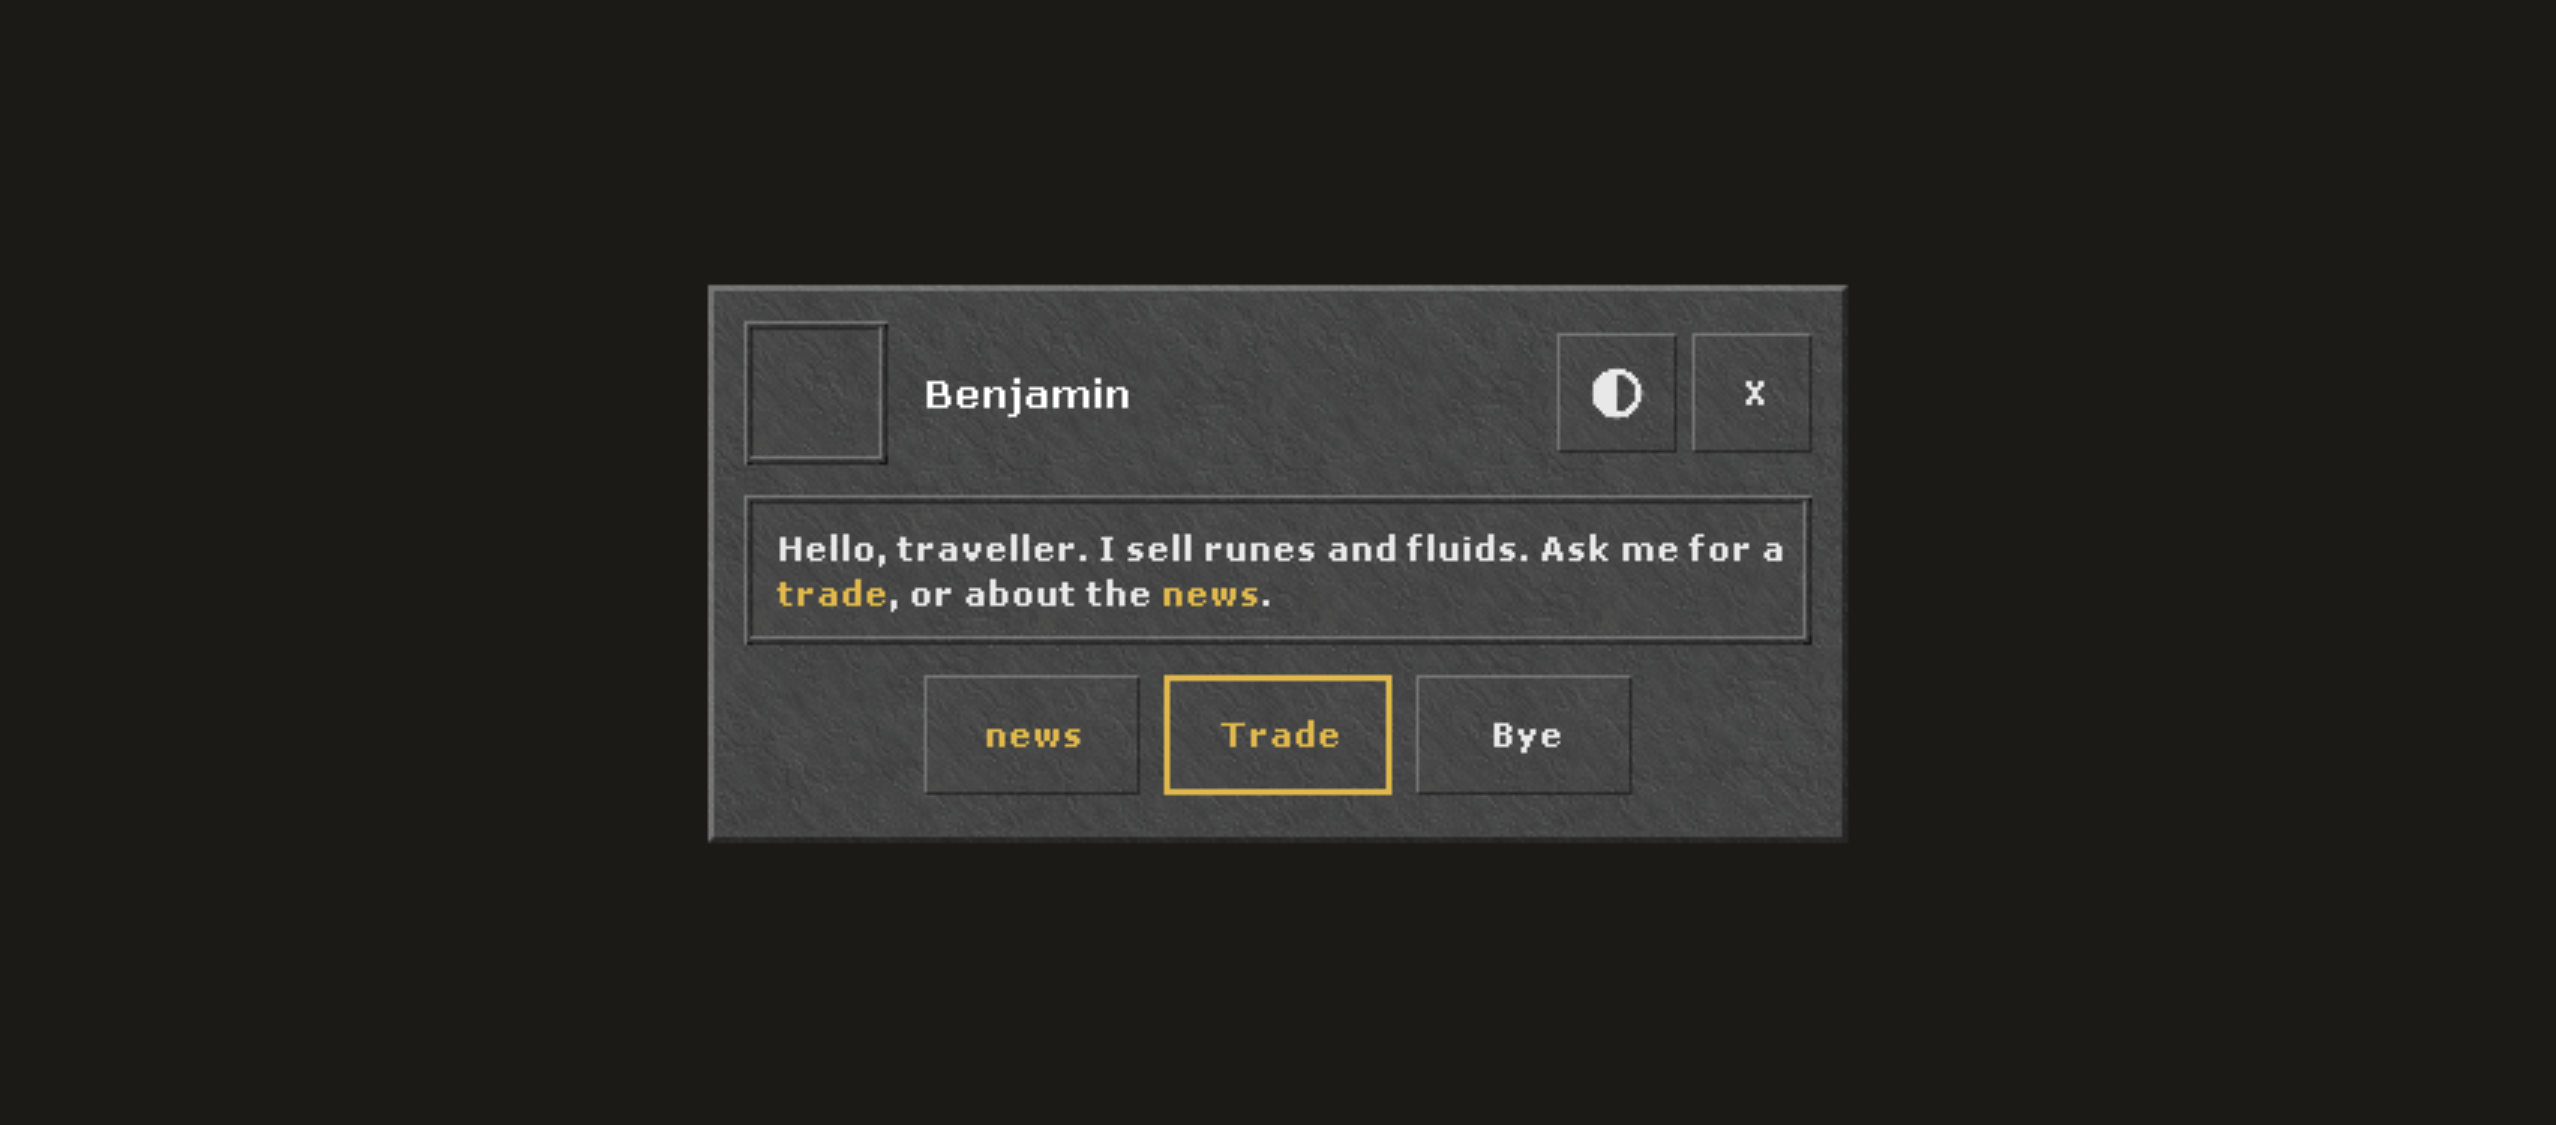 Benjamin
X
Hello, traveller. I sell runes and fluids. Ask me for a
trade, or about the news.
news
Trade
Bye